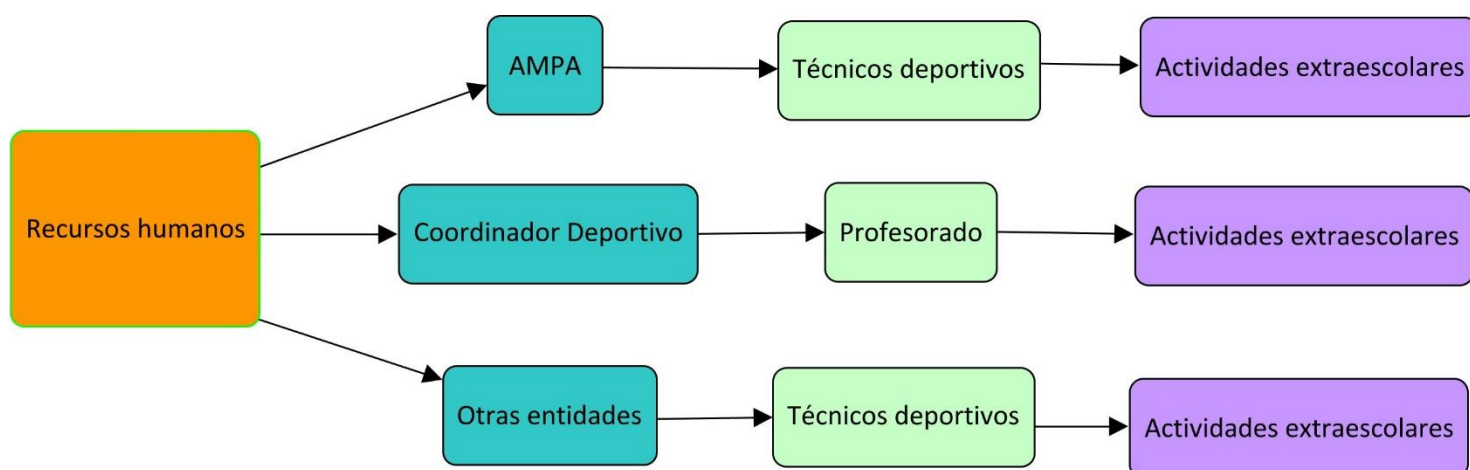 AMPA
Técnicos deportivos
Actividades extraescolares
Recursos humanos
Coordinador Deportivo
Profesorado
Actividades extraescolares
Otras entidades
Técnicos deportivos
Actividades extraescolares